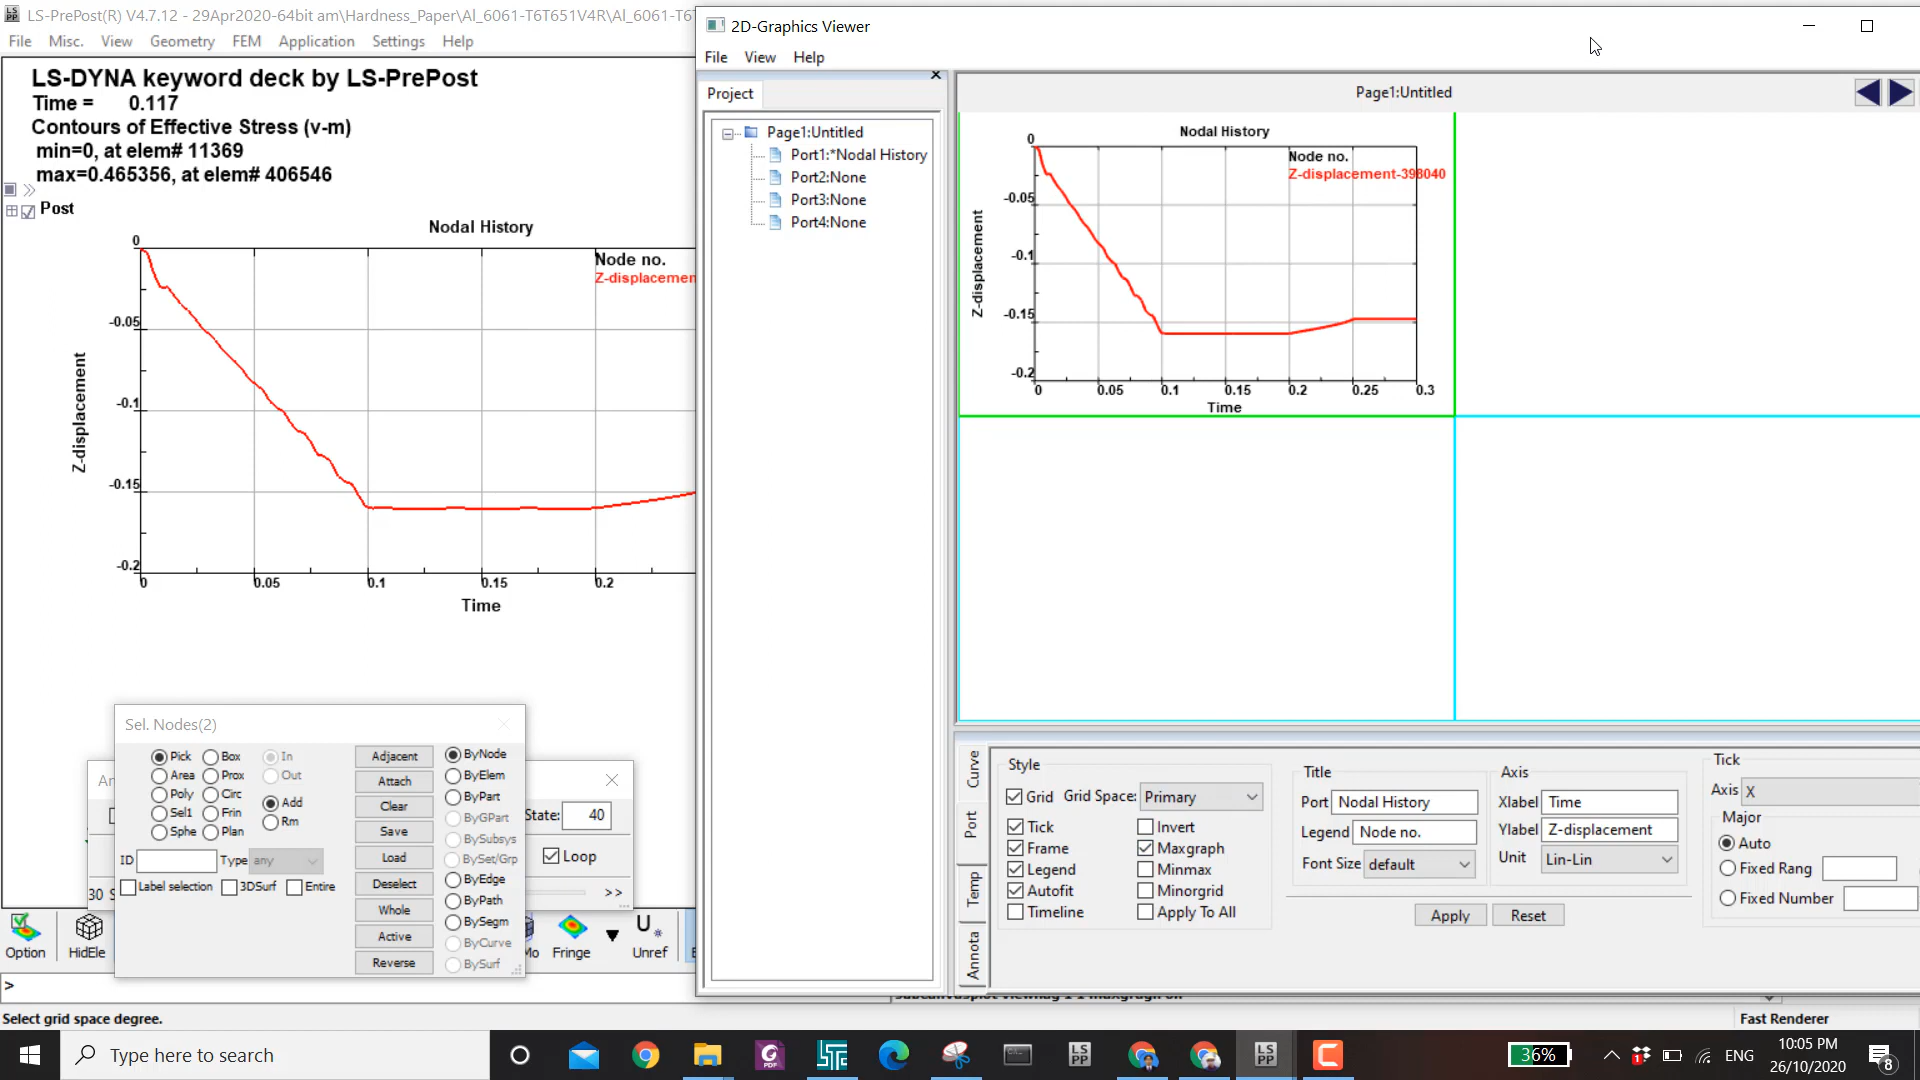 LS-PrePost(R) V4.7.12 - 29Apr2020-64bit am\Hardness_Paper\Al_6061-T6T651V4R\Al_6061-T6T
File Misc. View Geometry FEM Application Settings Help
LS-DYNA keyword deck by LS-PrePost
Time = 0.117
Contours of Effective Stress (v-m)
min=0, at elem# 11369
max=0.465356, at elem# 406546
Post
Nodal History
0
-0.05
-0.1
-0.15
-0.2
Z-displacement
Node no.
Z-displacemen
0 0.05 0.1 0.15 0.2
Time
2D-Graphics Viewer
File View Help
Project
Page1:Untitled
Port1:*Nodal History
Port2:None
Port3:None
Port4:None
Page1:Untitled
Nodal History
0
-0.05
-0.1
-0.15
-0.2
Z-displacement
Node no.
Z-displacement-398040
0 0.05 0.1 0.15 0.2 0.25 0.3
Time
Sel. Nodes(2)
Pick Box In
Area Prox Out
Poly Circ
Sel1 Frin Add
Sphe Plan Rm
ID Type any
Label selection 3DSurf Entire
Adjacent
Attach
Clear
Save
Load
Deselect
Whole
Active
Reverse
ByNode
ByElem
ByPart
ByGPart
BySubsys
BySet/Grp
ByEdge
ByPath
BySegm
ByCurve
BySurf
An
State: 40
Loop
30 S
>>
Option HidEle Mo Fringe Unref E
>
Select grid space degree.
Fast Renderer
Curve
Port
Temp
Annota
Style
Grid Grid Space: Primary
Tick Invert
Frame Maxgraph
Legend Minmax
Autofit Minorgrid
Timeline Apply To All
Title
Port Nodal History
Legend Node no.
Font Size default
Axis
Xlabel Time
Ylabel Z-displacement
Unit Lin-Lin
Apply Reset
Tick
Axis X
Major
Auto
Fixed Rang
Fixed Number
Type here to search
36%
ENG
10:05 PM
26/10/2020
8